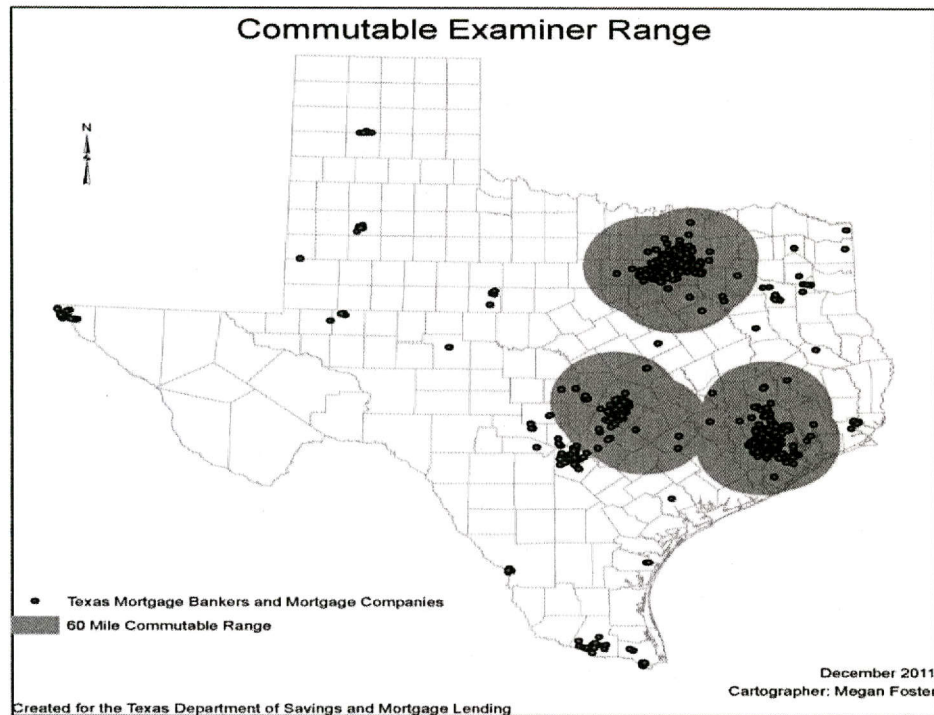 Commutable Examiner Range
N
Texas Mortgage Bankers and Mortgage Companies
60 Mile Commutable Range
December 2011
Cartographer: Megan Foster
Created for the Texas Department of Savings and Mortgage Lending